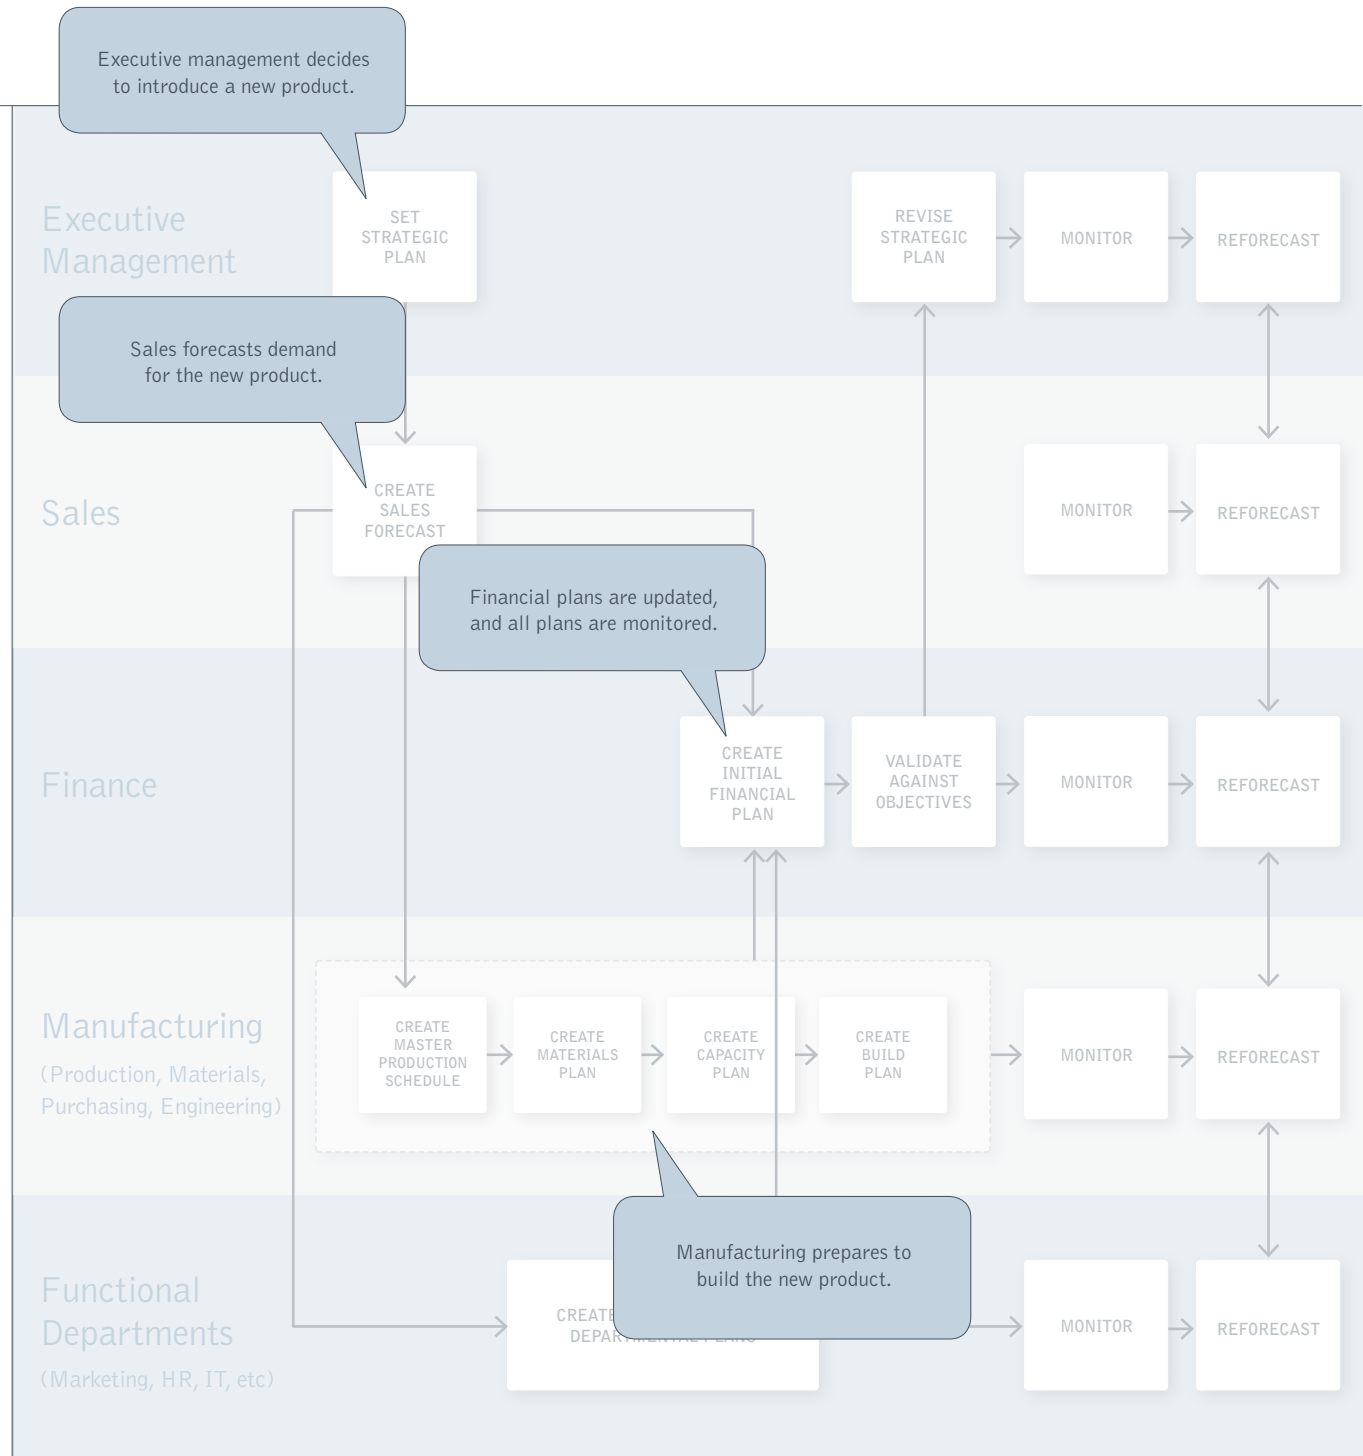 Executive management decides
to introduce a new product.
Executive
Management
SET
STRATEGIC
PLAN
REVISE
STRATEGIC
PLAN
MONITOR
REFORECAST
Sales forecasts demand
for the new product.
Sales
CREATE
SALES
FORECAST
MONITOR
REFORECAST
Financial plans are updated,
and all plans are monitored.
Finance
CREATE
INITIAL
FINANCIAL
PLAN
VALIDATE
AGAINST
OBJECTIVES
MONITOR
REFORECAST
Manufacturing
(Production, Materials,
Purchasing, Engineering)
CREATE
MASTER
PRODUCTION
SCHEDULE
CREATE
MATERIALS
PLAN
CREATE
CAPACITY
PLAN
CREATE
BUILD
PLAN
MONITOR
REFORECAST
Manufacturing prepares to
build the new product.
Functional
Departments
(Marketing, HR, IT, etc)
CREATE
DEPARTMENTAL PLANS
MONITOR
REFORECAST